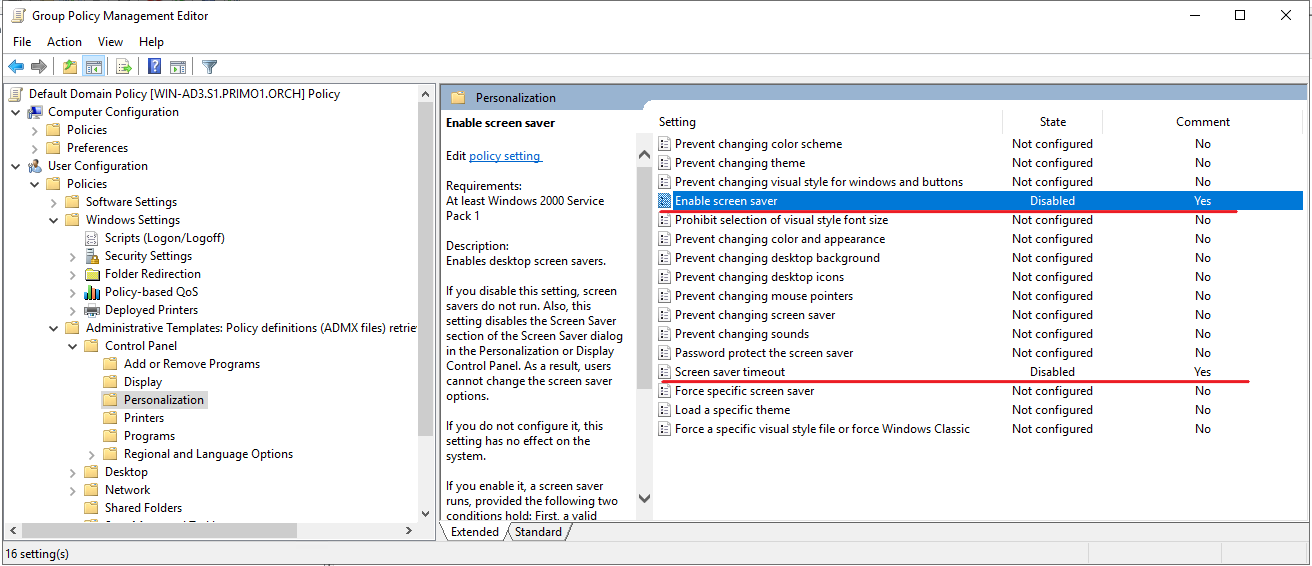 Group Policy Management Editor
File Action View Help
Default Domain Policy [WIN-AD3.S1.PRIMO1.ORCH] Policy
Computer Configuration
Policies
Preferences
User Configuration
Policies
Software Settings
Windows Settings
Scripts (Logon/Logoff)
Security Settings
Folder Redirection
Policy-based QoS
Deployed Printers
Administrative Templates: Policy definitions (ADMX files) retrie
Control Panel
Add or Remove Programs
Display
Personalization
Printers
Programs
Regional and Language Options
Desktop
Network
Shared Folders
Personalization
Enable screen saver
Edit policy setting
Requirements:
At least Windows 2000 Service
Pack 1
Description:
Enables desktop screen savers.
If you disable this setting, screen
savers do not run. Also, this
setting disables the Screen Saver
section of the Screen Saver dialog
in the Personalization or Display
Control Panel. As a result, users
cannot change the screen saver
options.
If you do not configure it, this
setting has no effect on the
system.
If you enable it, a screen saver
runs, provided the following two
conditions hold: First, a valid
Setting State Comment
Prevent changing color scheme Not configured No
Prevent changing theme Not configured No
Prevent changing visual style for windows and buttons Not configured No
Enable screen saver Disabled Yes
Prohibit selection of visual style font size Not configured No
Prevent changing color and appearance Not configured No
Prevent changing desktop background Not configured No
Prevent changing desktop icons Not configured No
Prevent changing mouse pointers Not configured No
Prevent changing screen saver Not configured No
Prevent changing sounds Not configured No
Password protect the screen saver Not configured No
Screen saver timeout Disabled Yes
Force specific screen saver Not configured No
Load a specific theme Not configured No
Force a specific visual style file or force Windows Classic Not configured No
Extended Standard
16 setting(s)